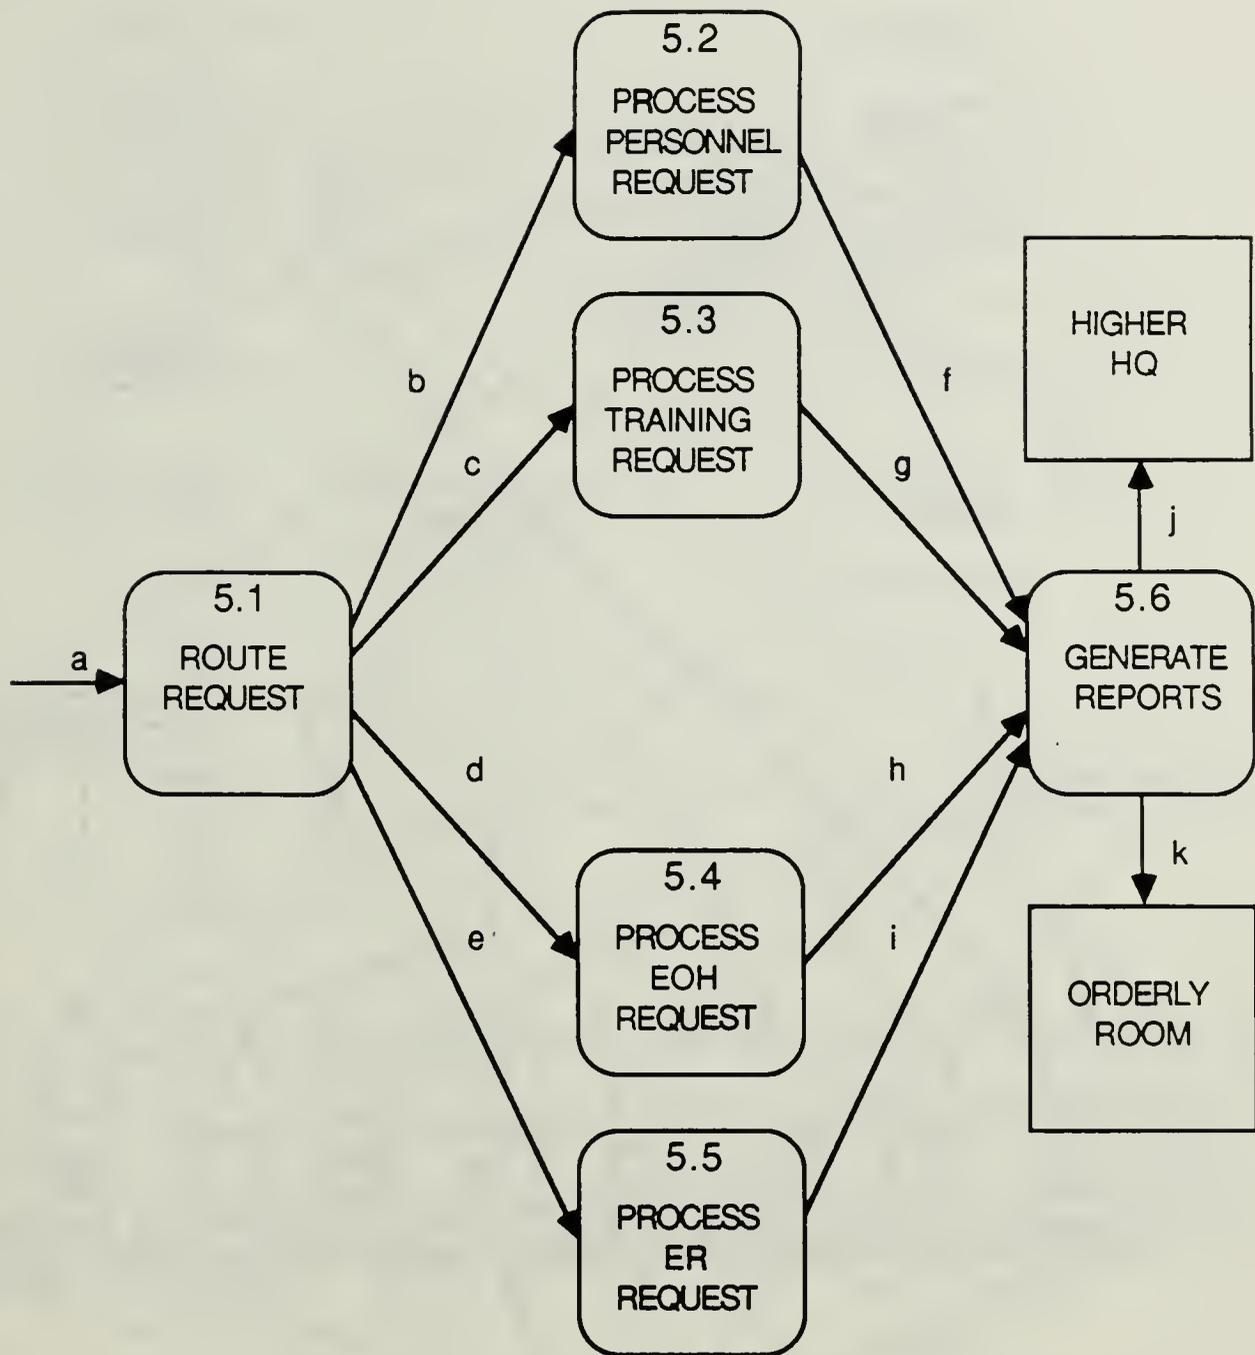 5.2
PROCESS
PERSONNEL
REQUEST
5.3
PROCESS
TRAINING
REQUEST
HIGHER
HQ
b
f
c
g
j
5.1
ROUTE
REQUEST
a
5.6
GENERATE
REPORTS
d
h
k
5.4
PROCESS
EOH
REQUEST
e
i
ORDERLY
ROOM
5.5
PROCESS
ER
REQUEST